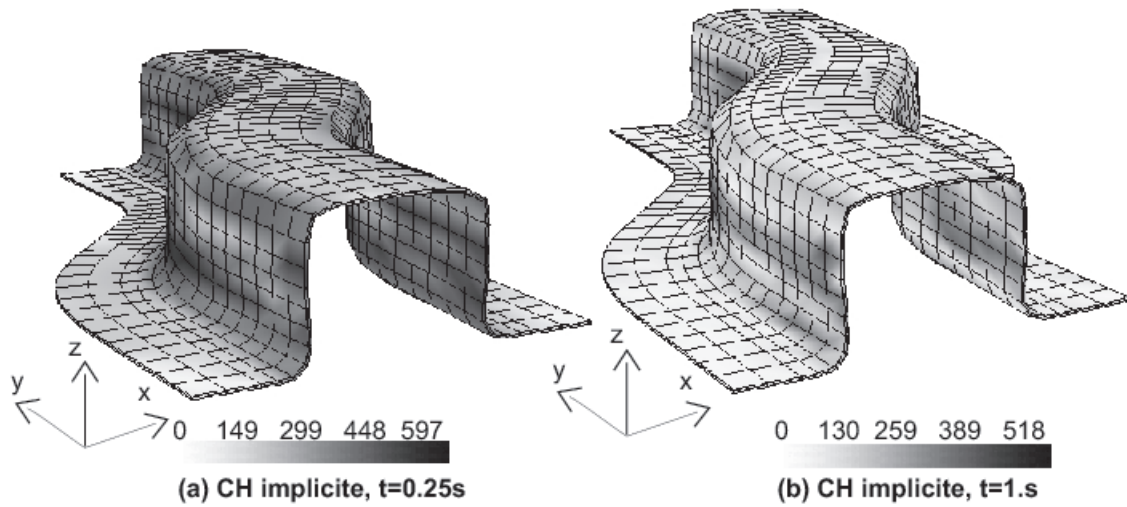 z
y
x
0 149 299 448 597
(a) CH implicite, t=0.25s
z
y
x
0 130 259 389 518
(b) CH implicite, t=1.s